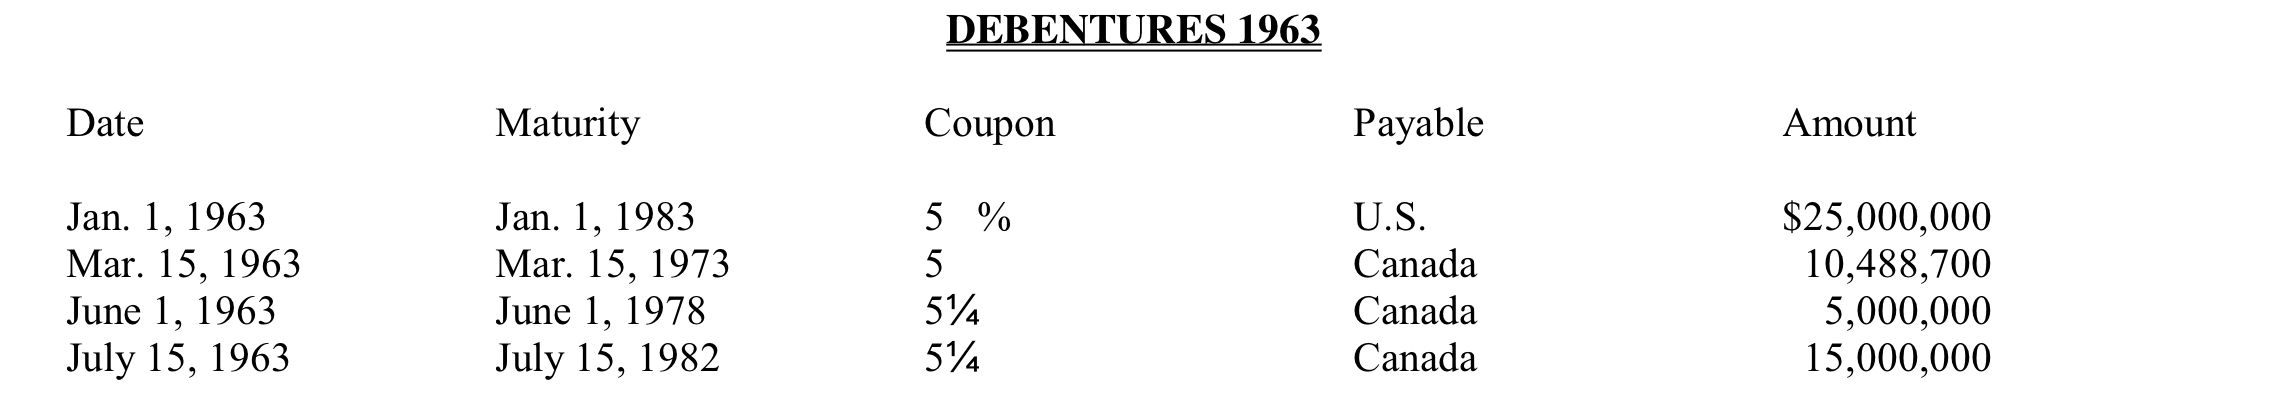 DEBENTURES 1963
Date Maturity Coupon Payable Amount
Jan. 1, 1963 Jan. 1, 1983 5 % U.S. $25,000,000
Mar. 15, 1963 Mar. 15, 1973 5 Canada 10,488,700
June 1, 1963 June 1, 1978 5¼ Canada 5,000,000
July 15, 1963 July 15, 1982 5¼ Canada 15,000,000